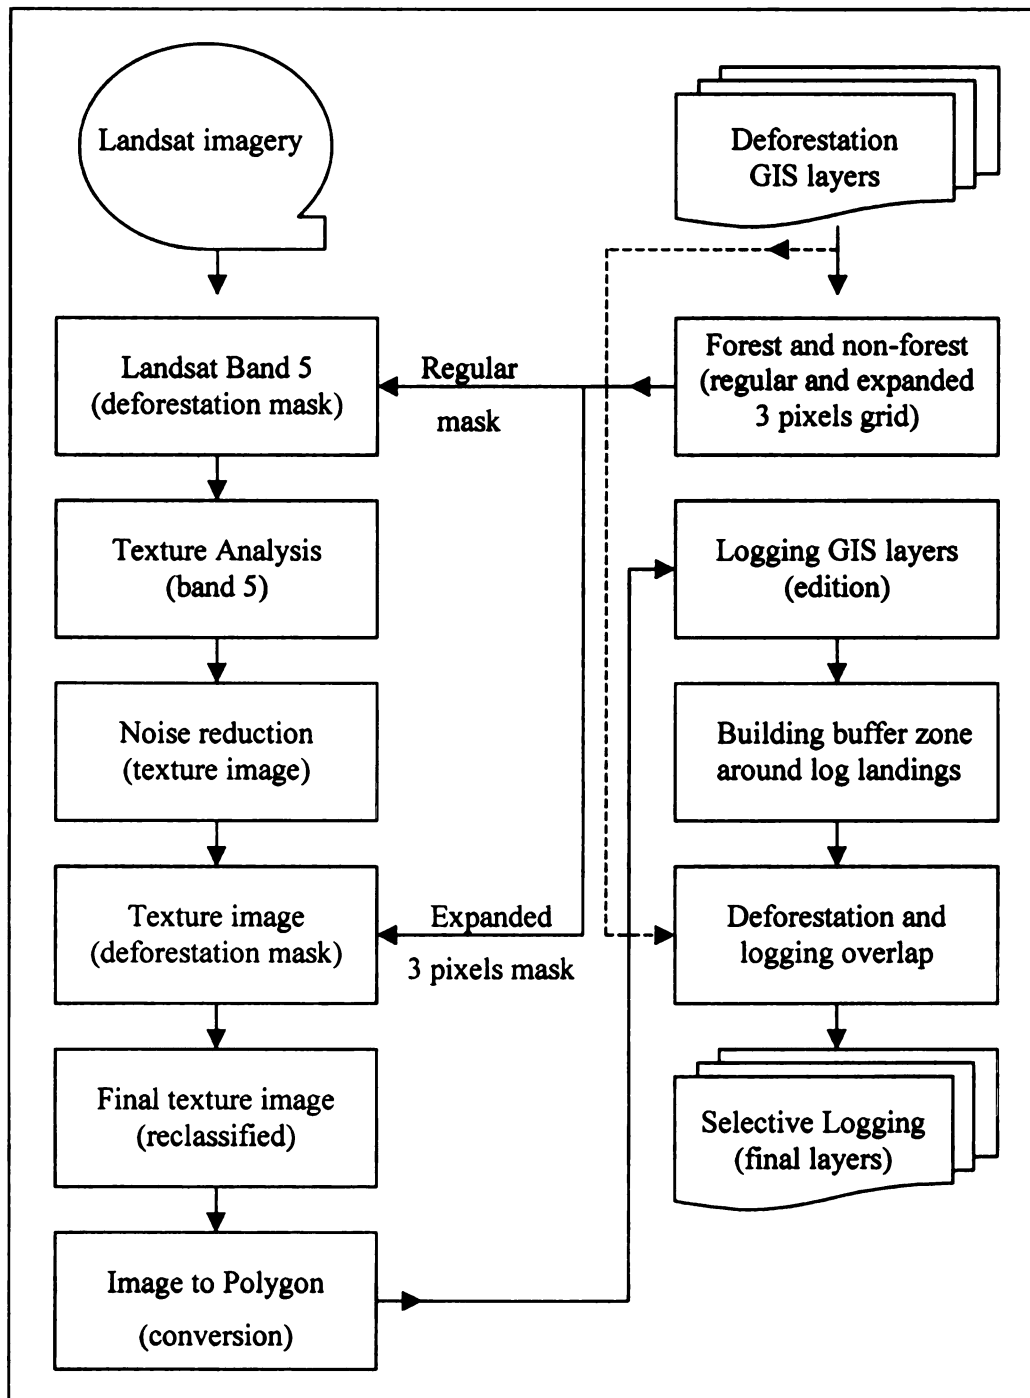 Landsat imagery
Deforestation
GIS layers
Landsat Band 5
(deforestation mask)
Regular
mask
Forest and non-forest
(regular and expanded
3 pixels grid)
Texture Analysis
(band 5)
Logging GIS layers
(edition)
Noise reduction
(texture image)
Building buffer zone
around log landings
Texture image
(deforestation mask)
Expanded
3 pixels mask
Deforestation and
logging overlap
Final texture image
(reclassified)
Selective Logging
(final layers)
Image to Polygon
(conversion)